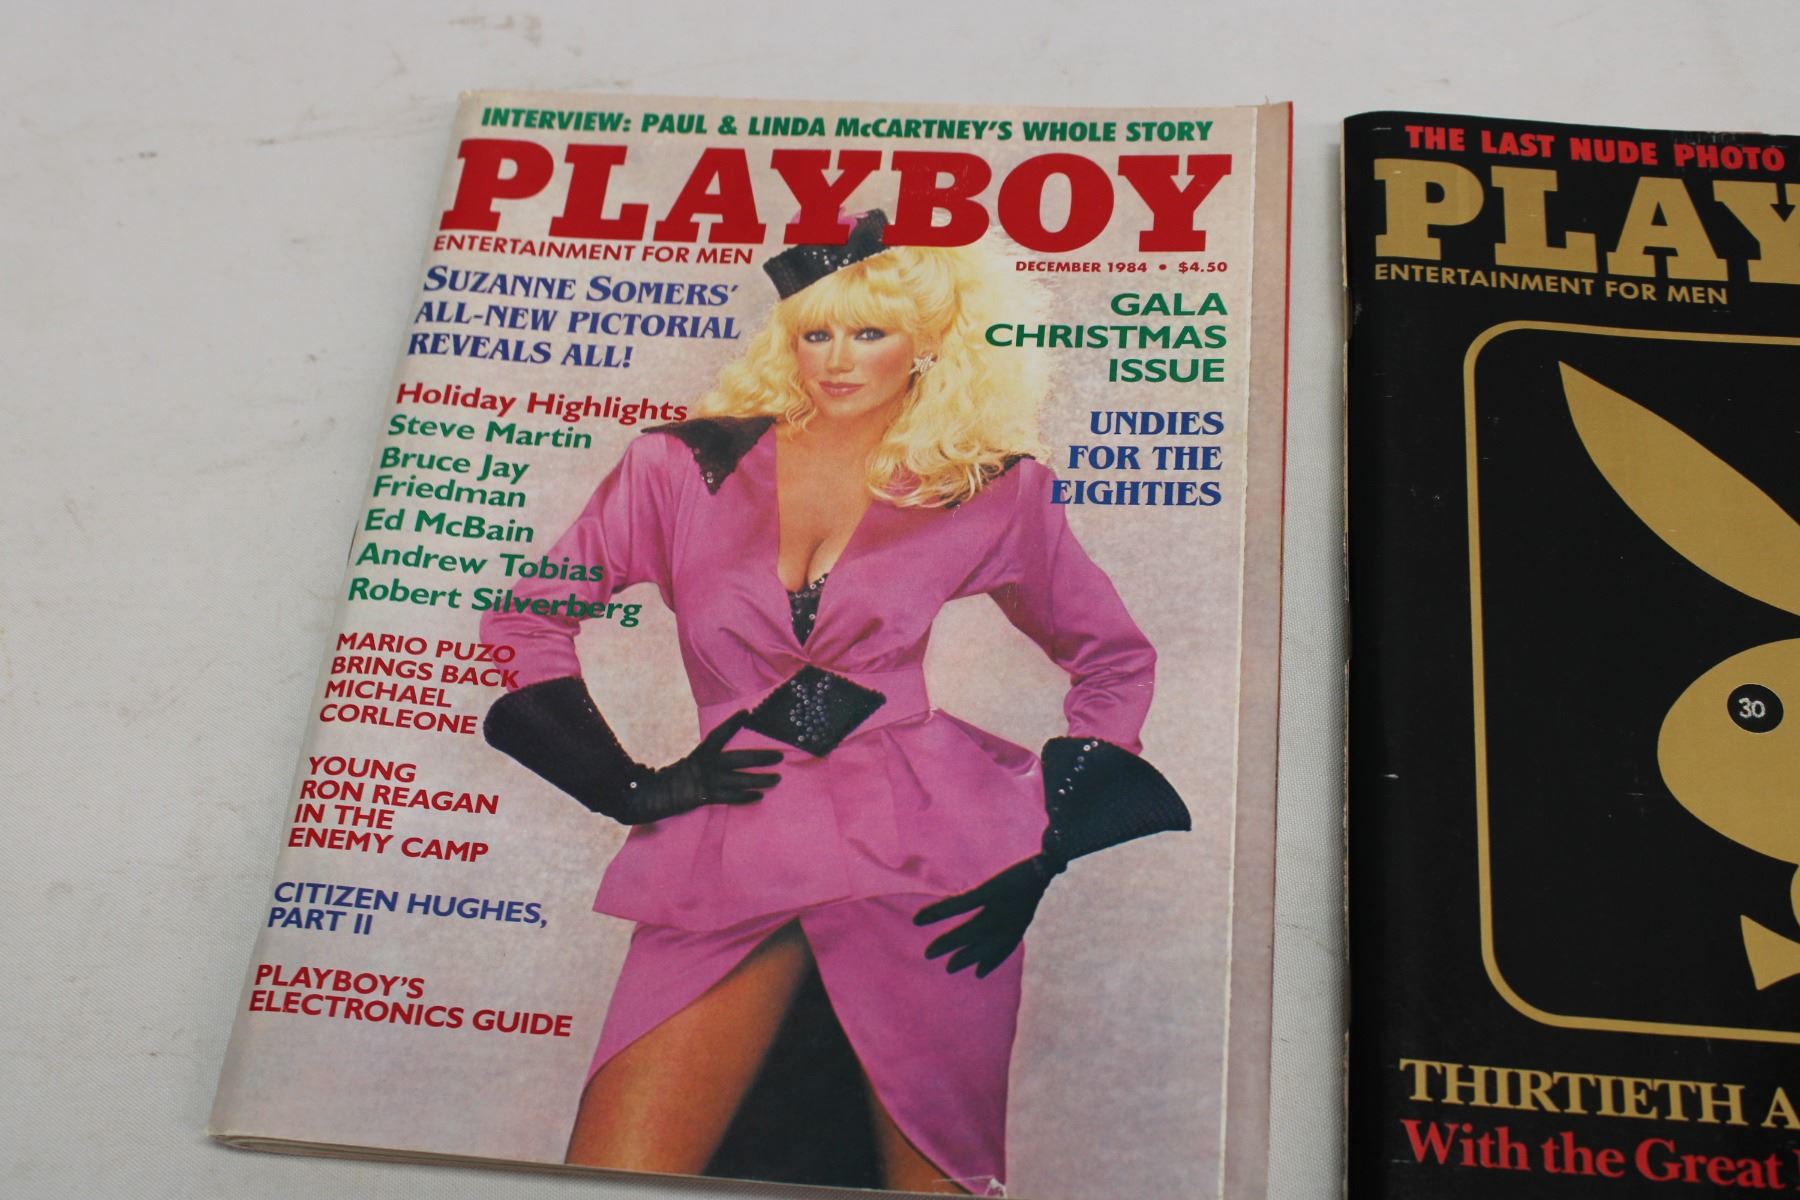 INTERVIEW: PAUL & LINDA McCARTNEY'S WHOLE STORY
PLAYBOY
ENTERTAINMENT FOR MEN
DECEMBER 1984 • $4.50
SUZANNE SOMERS'
ALL-NEW PICTORIAL
REVEALS ALL!
GALA
CHRISTMAS
ISSUE
UNDIES
FOR THE
EIGHTIES
Holiday Highlights
Steve Martin
Bruce Jay
Friedman
Ed McBain
Andrew Tobias
Robert Silverberg
MARIO PUZO
BRINGS BACK
MICHAEL
CORLEONE
YOUNG
RON REAGAN
IN THE
ENEMY CAMP
CITIZEN HUGHES,
PART II
PLAYBOY'S
ELECTRONICS GUIDE
THE LAST NUDE PHOTO
PLAY
ENTERTAINMENT FOR MEN
30
THIRTIETH A
With the Great